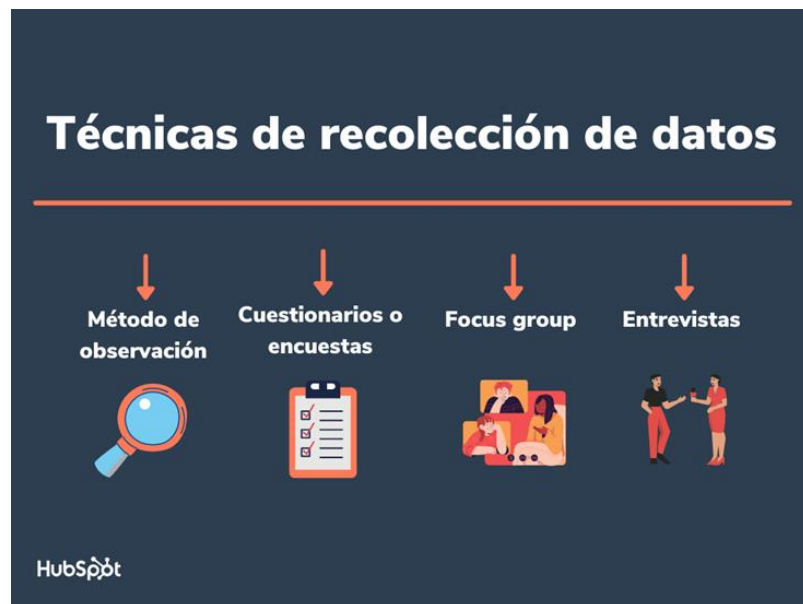 Técnicas de recolección de datos
Método de
observación
Cuestionarios o
encuestas
Focus group
Entrevistas
HubSpot